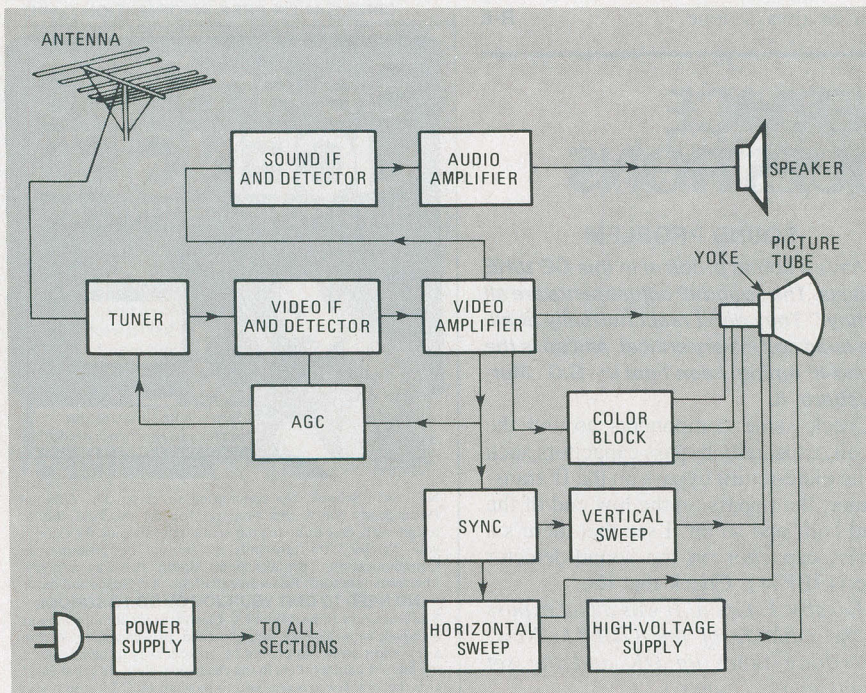 ANTENNA
SOUND IF
AND DETECTOR
AUDIO
AMPLIFIER
SPEAKER
YOKE
PICTURE
TUBE
TUNER
VIDEO IF
AND DETECTOR
VIDEO
AMPLIFIER
AGC
COLOR
BLOCK
SYNC
VERTICAL
SWEEP
POWER
SUPPLY
TO ALL
SECTIONS
HORIZONTAL
SWEEP
HIGH-VOLTAGE
SUPPLY